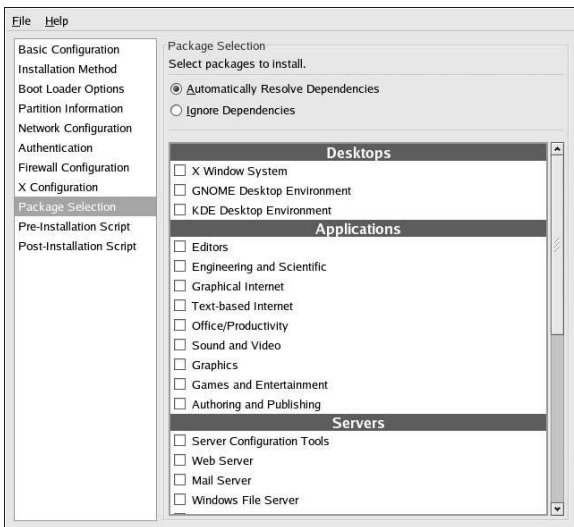 File Help
Basic Configuration
Installation Method
Boot Loader Options
Partition Information
Network Configuration
Authentication
Firewall Configuration
X Configuration
Package Selection
Pre-Installation Script
Post-Installation Script
Package Selection
Select packages to install.
Automatically Resolve Dependencies
Ignore Dependencies
Desktops
X Window System
GNOME Desktop Environment
KDE Desktop Environment
Applications
Editors
Engineering and Scientific
Graphical Internet
Text-based Internet
Office/Productivity
Sound and Video
Graphics
Games and Entertainment
Authoring and Publishing
Servers
Server Configuration Tools
Web Server
Mail Server
Windows File Server